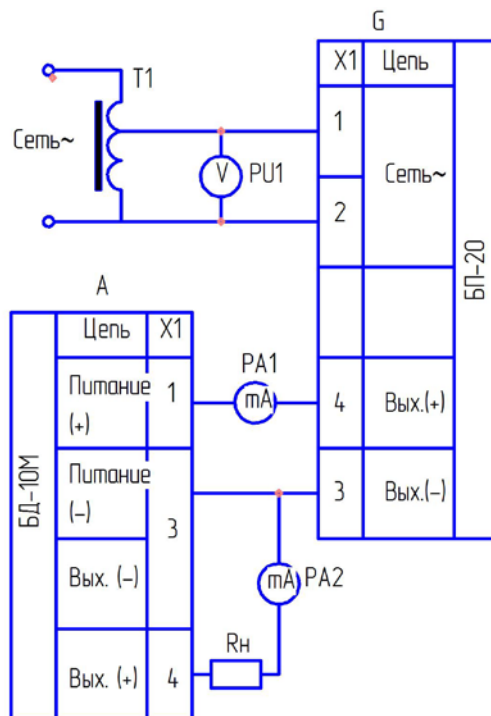 G
X1 Цепь
T1
1
Сеть~
V PU1
Сеть~
2
БП-20
A
Цепь X1
PA1
Питание
(+)
1
mA
4 Вых.(+)
Питание
(–)
3 Вых.(–)
БД-10М
3
Вых. (–)
mA PA2
Rн
Вых. (+) 4